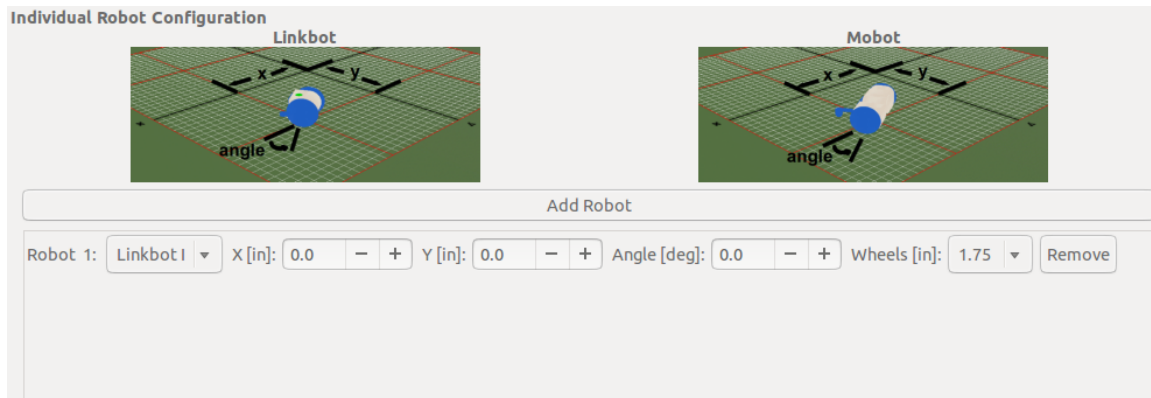 Individual Robot Configuration
Linkbot
Mobot
x
y
angle
x
y
angle
Add Robot
Robot 1: Linkbot I X [in]: 0.0 − + Y [in]: 0.0 − + Angle [deg]: 0.0 − + Wheels [in]: 1.75 Remove